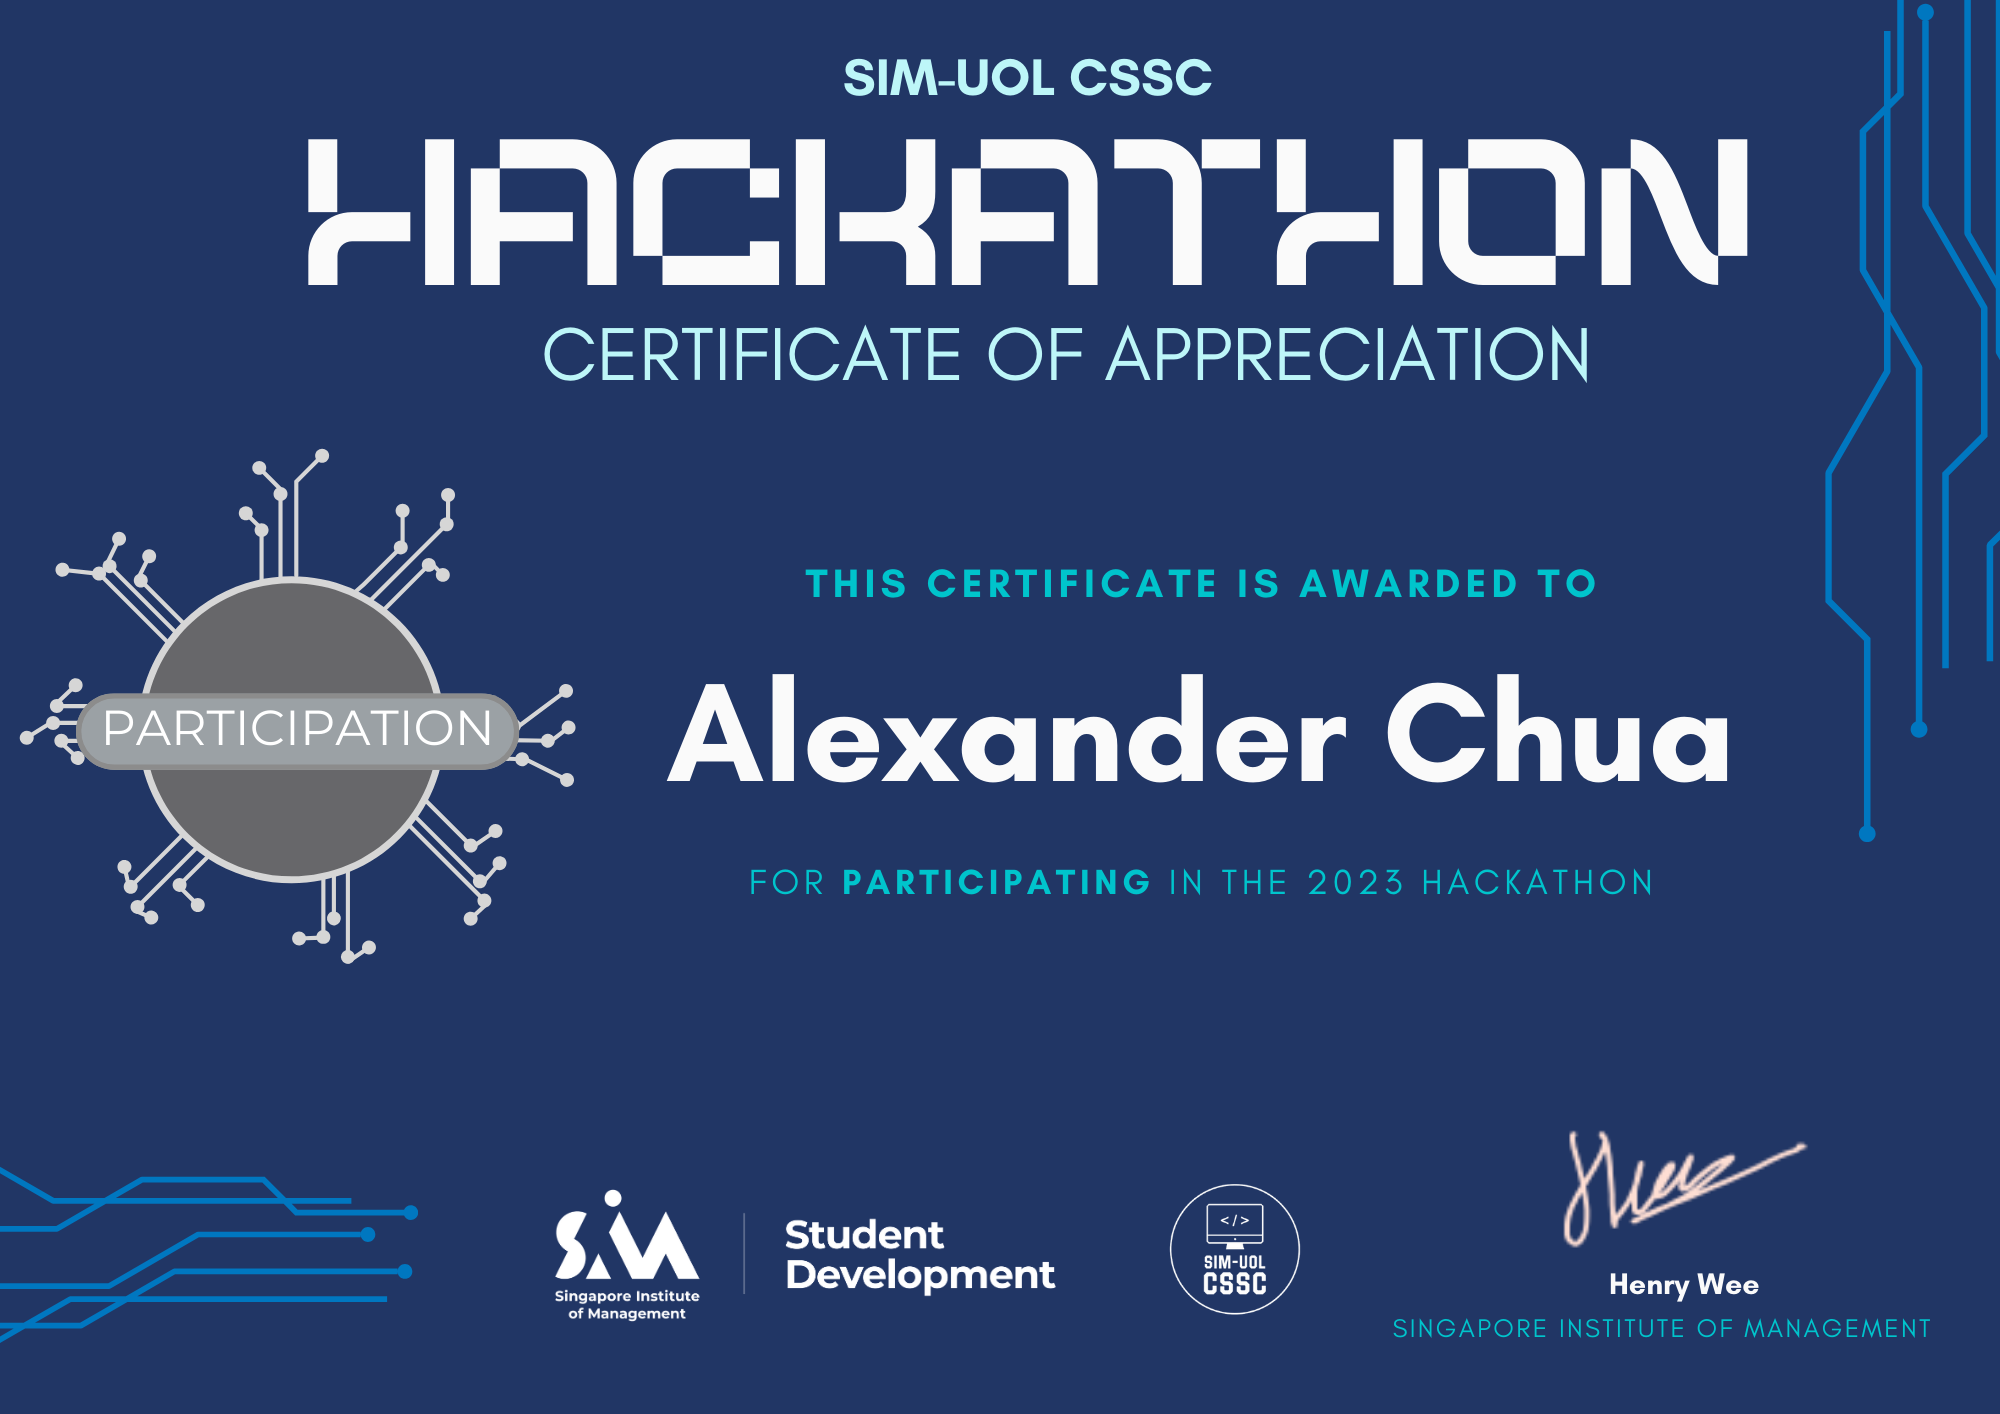 SIM-UOL CSSC
HACKATHON
CERTIFICATE OF APPRECIATION
THIS CERTIFICATE IS AWARDED TO
PARTICIPATION
Alexander Chua
FOR PARTICIPATING IN THE 2023 HACKATHON
SIM
Singapore Institute
of Management
Student
Development
</>
SIM-UOL
CSSC
Henry Wee
SINGAPORE INSTITUTE OF MANAGEMENT